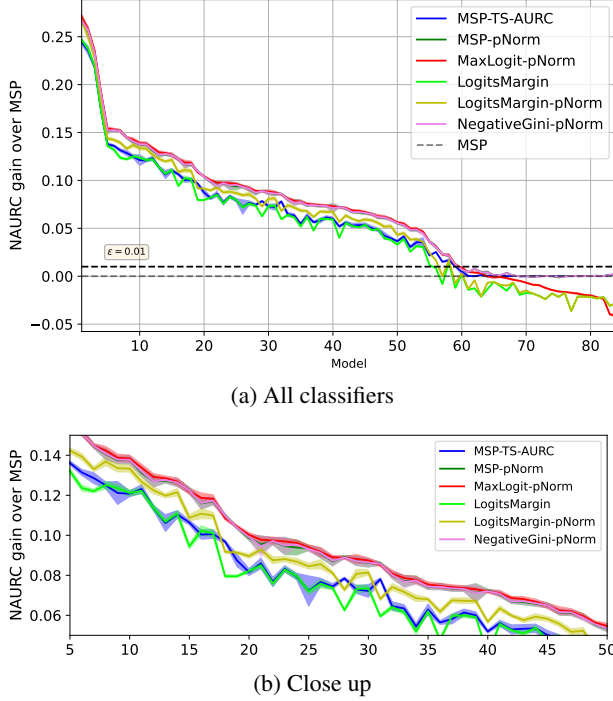 0.25
0.20
0.15
0.10
0.05
0.00
−0.05
NAURC gain over MSP
MSP-TS-AURC
MSP-pNorm
MaxLogit-pNorm
LogitsMargin
LogitsMargin-pNorm
NegativeGini-pNorm
MSP
ε = 0.01
10 20 30 40 50 60 70 80
Model
(a) All classifiers
0.14
0.12
0.10
0.08
0.06
NAURC gain over MSP
MSP-TS-AURC
MSP-pNorm
MaxLogit-pNorm
LogitsMargin
LogitsMargin-pNorm
NegativeGini-pNorm
5 10 15 20 25 30 35 40 45 50
(b) Close up